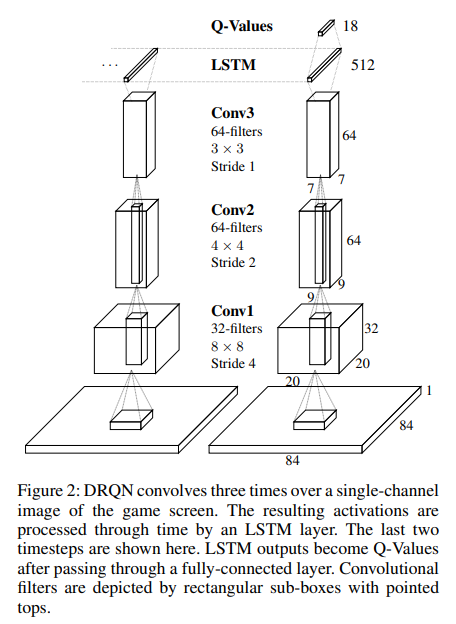 Q-Values 18
... LSTM 512
Conv3
64-filters
3 × 3
Stride 1
64
7
7
Conv2
64-filters
4 × 4
Stride 2
64
9
9
Conv1
32-filters
8 × 8
Stride 4
32
20
20
1
84
84
Figure 2: DRQN convolves three times over a single-channel
image of the game screen. The resulting activations are
processed through time by an LSTM layer. The last two
timesteps are shown here. LSTM outputs become Q-Values
after passing through a fully-connected layer. Convolutional
filters are depicted by rectangular sub-boxes with pointed
tops.